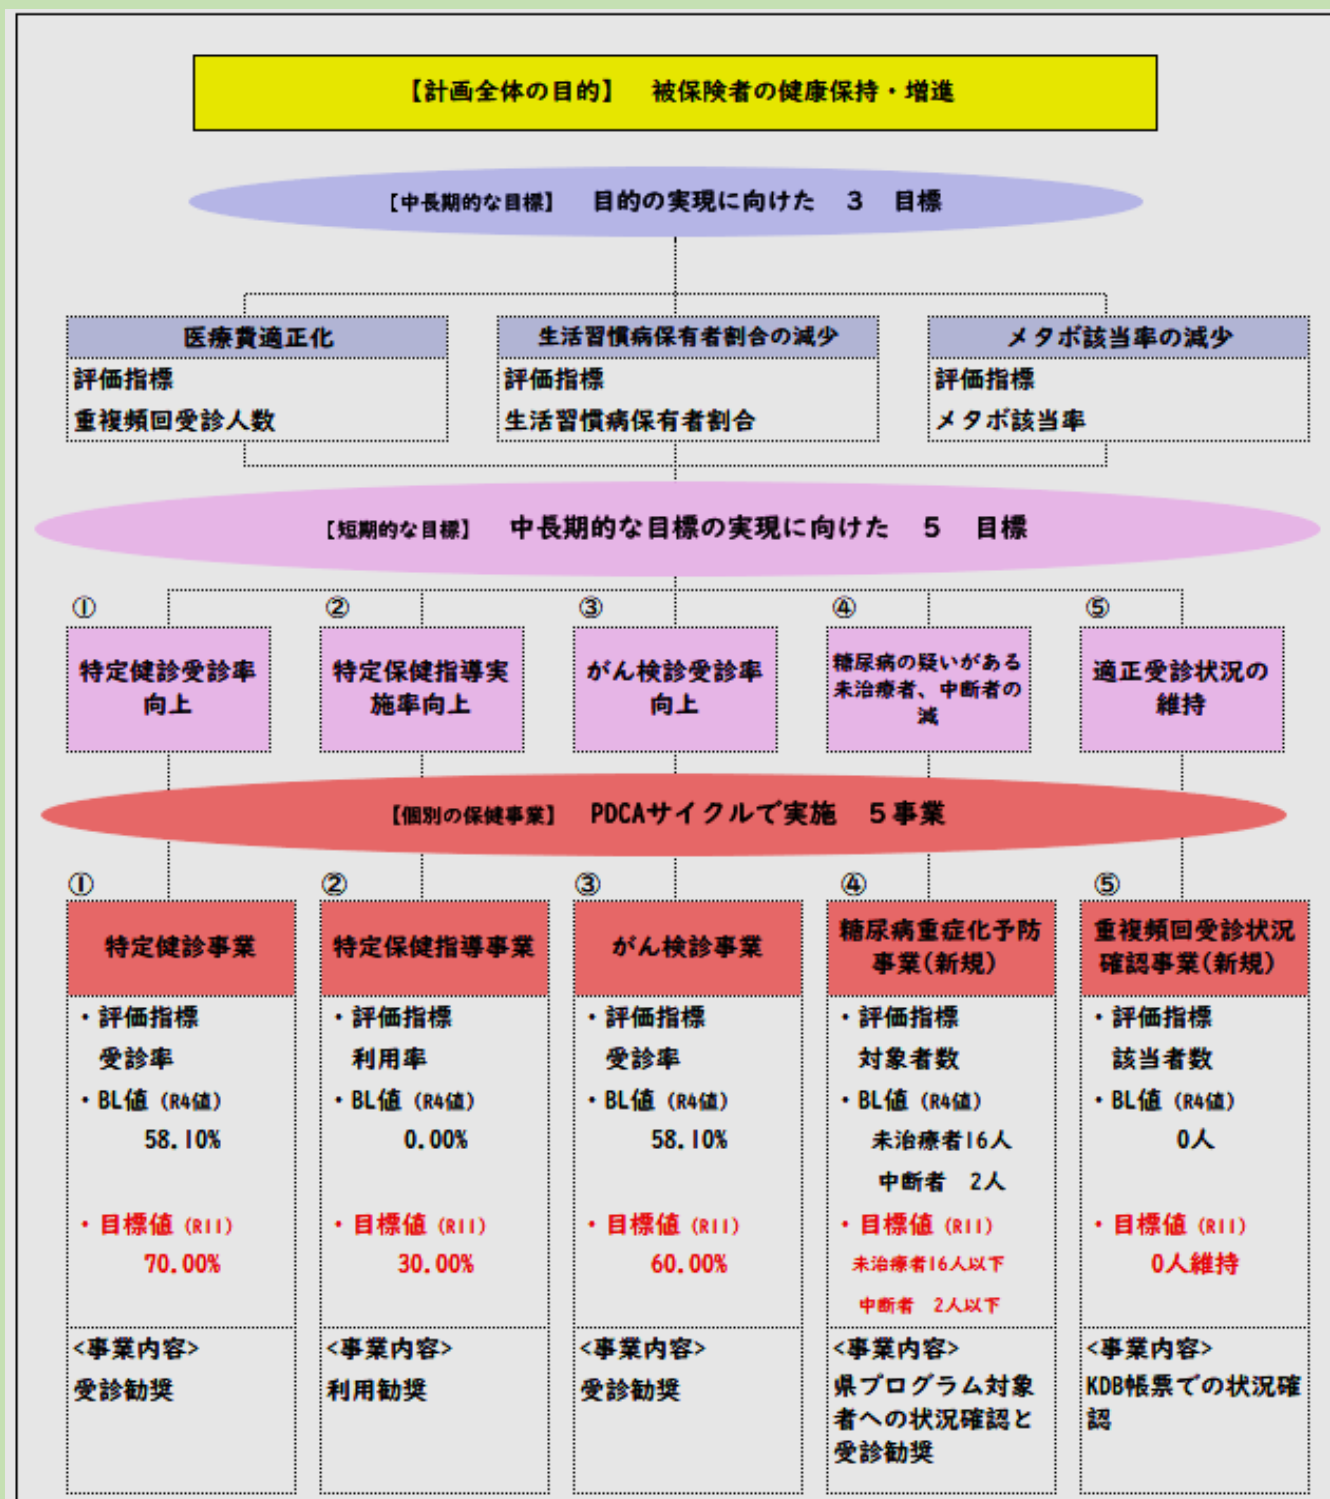 【計画全体の目的】　被保険者の健康保持・増進
【中長期的な目標】　目的の実現に向けた　3　目標
医療費適正化
評価指標
重複頻回受診人数
生活習慣病保有者割合の減少
評価指標
生活習慣病保有者割合
メタボ該当率の減少
評価指標
メタボ該当率
【短期的な目標】　中長期的な目標の実現に向けた　5　目標
①
特定健診受診率
向上
②
特定保健指導実
施率向上
③
がん検診受診率
向上
④
糖尿病の疑いがある
未治療者、中断者の
減
⑤
適正受診状況の
維持
【個別の保健事業】　PDCAサイクルで実施　5事業
①
特定健診事業
・評価指標
受診率
・BL値（R4値）
58.10%
・目標値（R11）
70.00%
<事業内容>
受診勧奨
②
特定保健指導事業
・評価指標
利用率
・BL値（R4値）
0.00%
・目標値（R11）
30.00%
<事業内容>
利用勧奨
③
がん検診事業
・評価指標
受診率
・BL値（R4値）
58.10%
・目標値（R11）
60.00%
<事業内容>
受診勧奨
④
糖尿病重症化予防
事業(新規)
・評価指標
対象者数
・BL値（R4値）
未治療者16人
中断者　2人
・目標値（R11）
未治療者16人以下
中断者　2人以下
<事業内容>
県プログラム対象
者への状況確認と
受診勧奨
⑤
重複頻回受診状況
確認事業(新規)
・評価指標
該当者数
・BL値（R4値）
0人
・目標値（R11）
0人維持
<事業内容>
KDB帳票での状況確
認